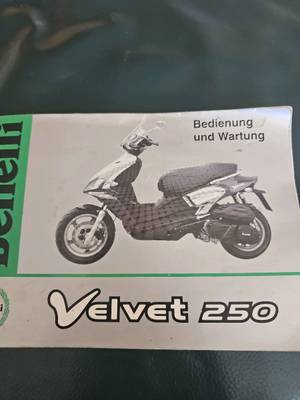 Benelli
Bedienung
und Wartung
Velvet 250